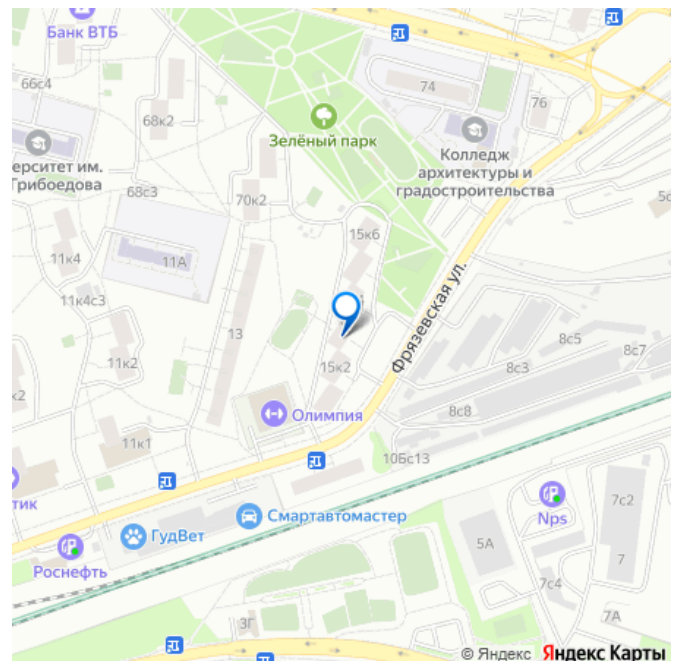 Банк ВТБ
66с4
74
76
68к2
Зелёный парк
ерситет им.
Грибоедова
Колледж
архитектуры и
градостроительства
68с3
70к2
5с
15к6
11к4
11А
Фрязевская ул.
11к4с3
13
8с5
8с7
11к2
15к2
8с3
к2
Олимпия
8с8
11к1
10Бс13
тик
Смартавтомастер
Nps
7с2
ГудВет
5А
7
Роснефть
7с4
3Г
7А
© Яндекс Яндекс Карты